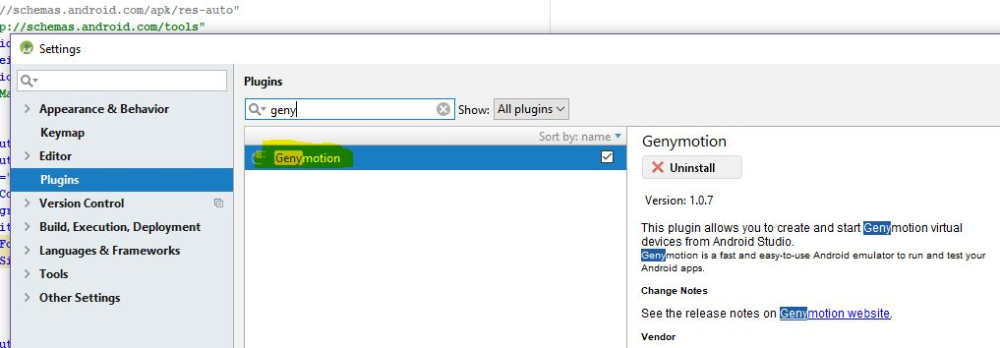 //schemas.android.com/apk/res-auto"
p://schemas.android.com/tools"
Settings
Plugins
geny
Show: All plugins
Appearance & Behavior
Keymap
Editor
Plugins
Version Control
Build, Execution, Deployment
Languages & Frameworks
Tools
Other Settings
Sort by: name
Genymotion
Genymotion
Uninstall
Version: 1.0.7
This plugin allows you to create and start Genymotion virtual
devices from Android Studio.
Genymotion is a fast and easy-to-use Android emulator to run and test your
Android apps.
Change Notes
See the release notes on Genymotion website.
Vendor